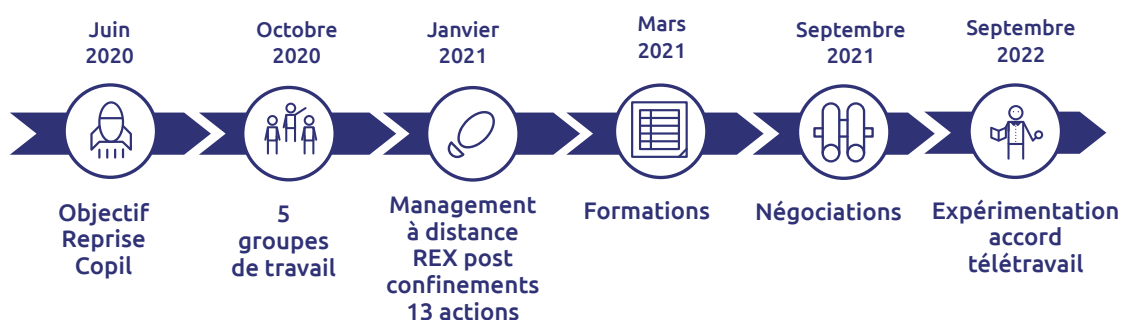 Juin
2020
Octobre
2020
Janvier
2021
Mars
2021
Septembre
2021
Septembre
2022
Objectif
Reprise
Copil
5
groupes
de travail
Management
à distance
REX post
confinements
13 actions
Formations
Négociations
Expérimentation
accord
télétravail